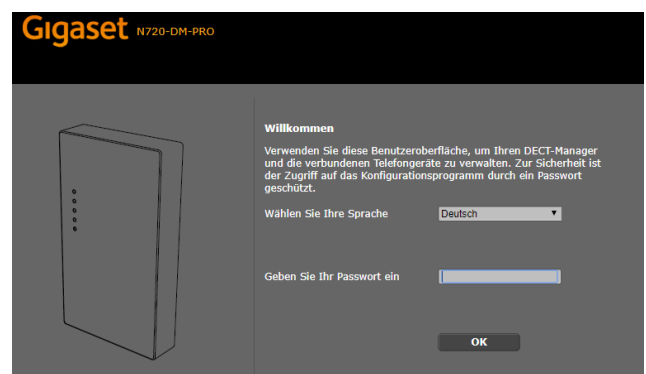 Gigaset N720-DM-PRO
Willkommen
Verwenden Sie diese Benutzeroberfläche, um Ihren DECT-Manager
und die verbundenen Telefongeräte zu verwalten. Zur Sicherheit ist
der Zugriff auf das Konfigurationsprogramm durch ein Passwort
geschützt.
Wählen Sie Ihre Sprache Deutsch
Geben Sie Ihr Passwort ein
OK